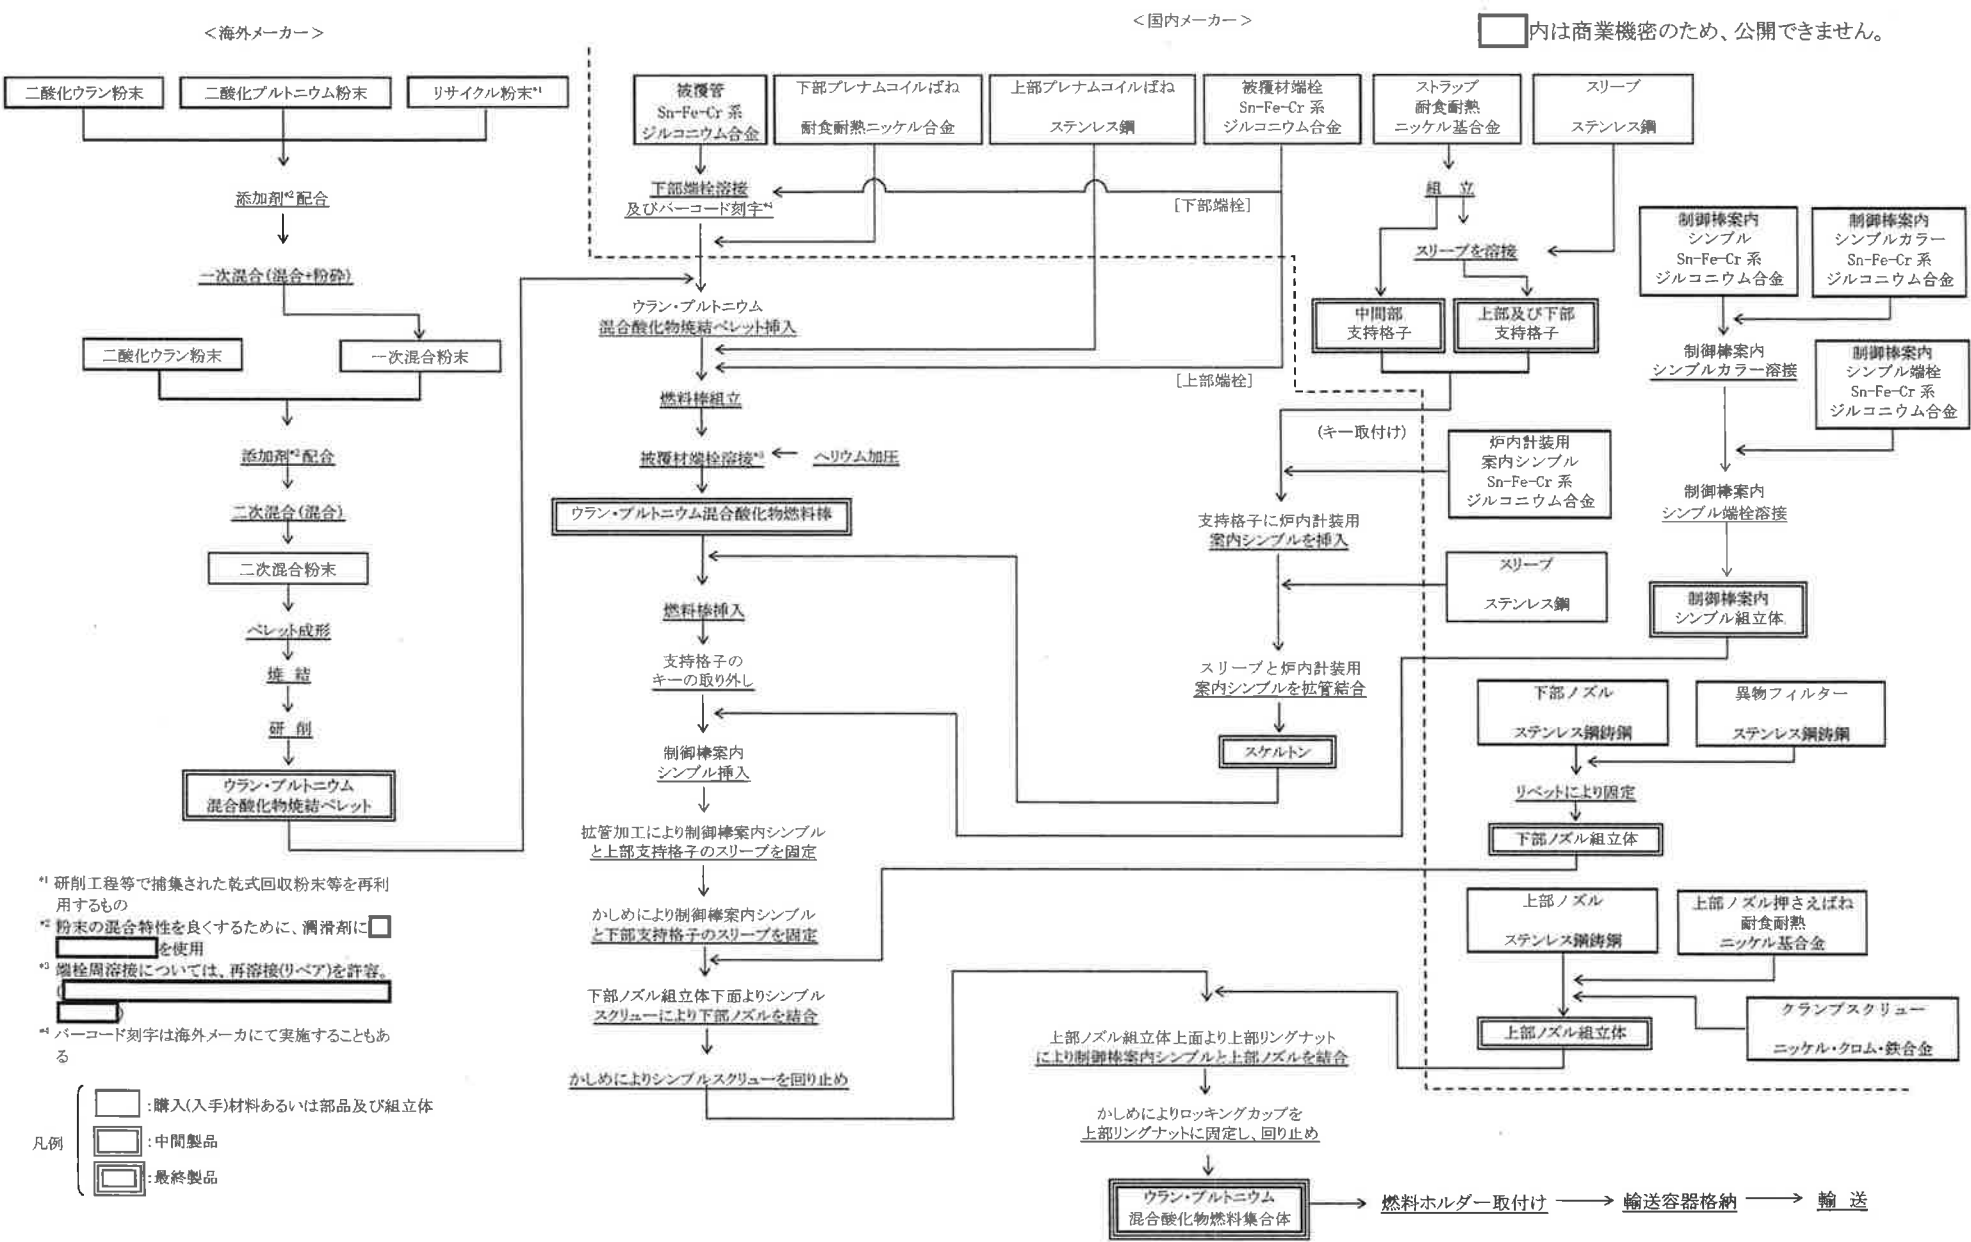 ＜海外メーカー＞
＜国内メーカー＞
内は商業機密のため、公開できません。
二酸化ウラン粉末
二酸化プルトニウム粉末
リサイクル粉末*1
添加剤*2配合
一次混合(混合+粉砕)
二酸化ウラン粉末
一次混合粉末
添加剤*2配合
二次混合(混合)
二次混合粉末
ペレット成形
焼　結
研　削
ウラン・プルトニウム
混合酸化物焼結ペレット
被覆管
Sn-Fe-Cr 系
ジルコニウム合金
下部プレナムコイルばね
耐食耐熱ニッケル合金
上部プレナムコイルばね
ステンレス鋼
被覆材端栓
Sn-Fe-Cr 系
ジルコニウム合金
ストラップ
耐食耐熱
ニッケル基合金
スリーブ
ステンレス鋼
下部端栓溶接
及びバーコード刻字*4
[下部端栓]
ウラン・プルトニウム
混合酸化物焼結ペレット挿入
[上部端栓]
燃料棒組立
被覆材端栓溶接*3
ヘリウム加圧
ウラン・プルトニウム混合酸化物燃料棒
燃料棒挿入
支持格子の
キーの取り外し
制御棒案内
シンブル挿入
拡管加工により制御棒案内シンブル
と上部支持格子のスリーブを固定
かしめにより制御棒案内シンブル
と下部支持格子のスリーブを固定
下部ノズル組立体下面よりシンブル
スクリューにより下部ノズルを結合
かしめによりシンブルスクリューを回り止め
組　立
スリーブを溶接
中間部
支持格子
上部及び下部
支持格子
(キー取付け)
炉内計装用
案内シンブル
Sn-Fe-Cr 系
ジルコニウム合金
支持格子に炉内計装用
案内シンブルを挿入
スリーブ
ステンレス鋼
スリーブと炉内計装用
案内シンブルを拡管結合
スケルトン
制御棒案内
シンブル
Sn-Fe-Cr 系
ジルコニウム合金
制御棒案内
シンブルカラー
Sn-Fe-Cr 系
ジルコニウム合金
制御棒案内
シンブルカラー溶接
制御棒案内
シンブル端栓
Sn-Fe-Cr 系
ジルコニウム合金
制御棒案内
シンブル端栓溶接
制御棒案内
シンブル組立体
下部ノズル
ステンレス鋼鋳鋼
異物フィルター
ステンレス鋼鋳鋼
リベットにより固定
下部ノズル組立体
上部ノズル
ステンレス鋼鋳鋼
上部ノズル押さえばね
耐食耐熱
ニッケル基合金
クランプスクリュー
ニッケル・クロム・鉄合金
上部ノズル組立体
上部ノズル組立体上面より上部リングナット
により制御棒案内シンブルと上部ノズルを結合
かしめによりロッキングカップを
上部リングナットに固定し、回り止め
ウラン・プルトニウム
混合酸化物燃料集合体
燃料ホルダー取付け
輸送容器格納
輸　送
*1 研削工程等で捕集された乾式回収粉末等を再利
用するもの
*2 粉末の混合特性を良くするために、潤滑剤に
を使用
*3 端栓周溶接については、再溶接(リペア)を許容。
( )
*4 バーコード刻字は海外メーカにて実施することもあ
る
凡例
:購入(入手)材料あるいは部品及び組立体
:中間製品
:最終製品